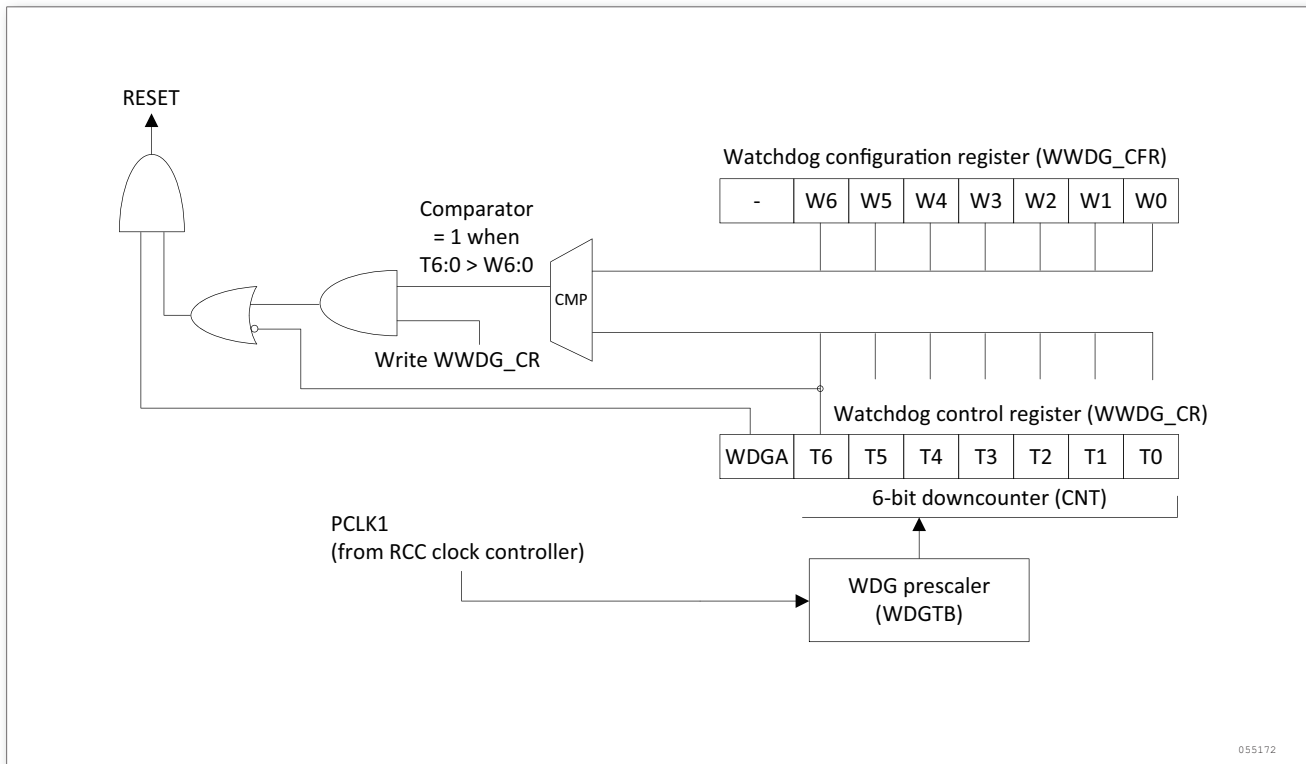 RESET
Watchdog configuration register (WWDG_CFR)
- W6 W5 W4 W3 W2 W1 W0
Comparator
= 1 when
T6:0 > W6:0
CMP
Write WWDG_CR
Watchdog control register (WWDG_CR)
WDGA T6 T5 T4 T3 T2 T1 T0
6-bit downcounter (CNT)
PCLK1
(from RCC clock controller)
WDG prescaler
(WDGTB)
055172